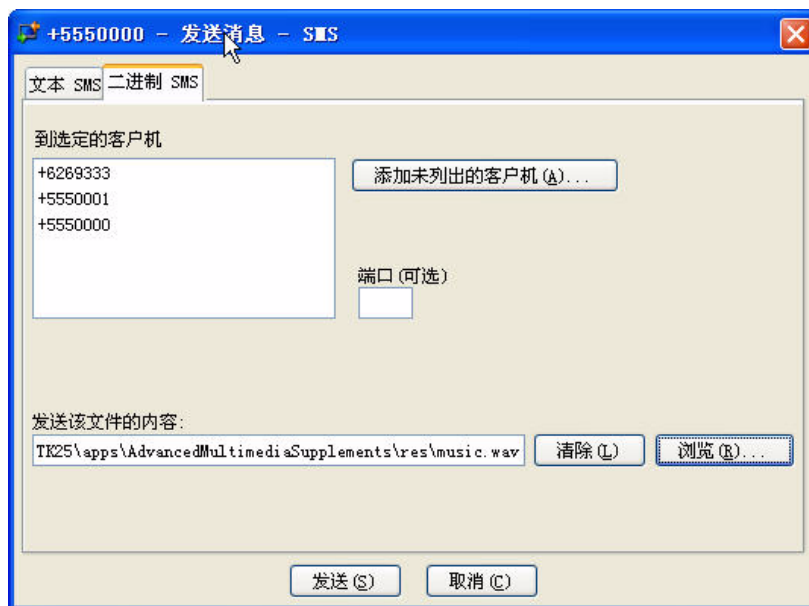 +5550000 - 发送消息 - SMS
文本 SMS 二进制 SMS
到选定的客户机
+6269333
+5550001
+5550000
添加未列出的客户机(A)...
端口(可选)
发送该文件的内容:
TK25\apps\AdvancedMultimediaSupplements\res\music.wav
清除(L)
浏览(R)...
发送(S)
取消(C)